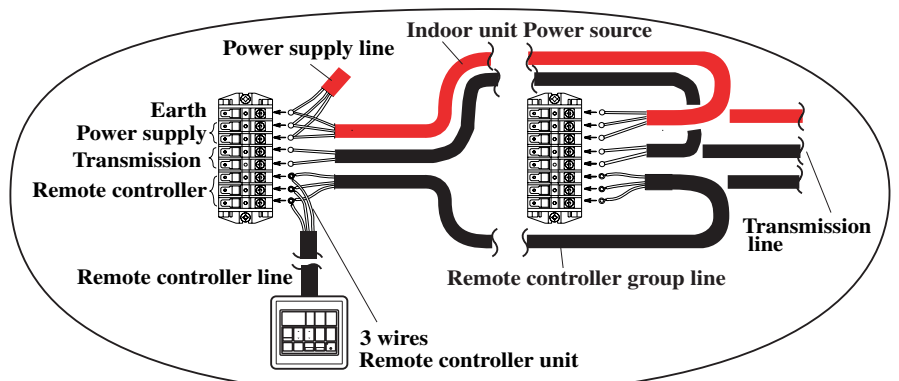 Indoor unit Power source
Power supply line
Earth
Power supply
Transmission
Remote controller
Transmission
line
Remote controller line
Remote controller group line
3 wires
Remote controller unit